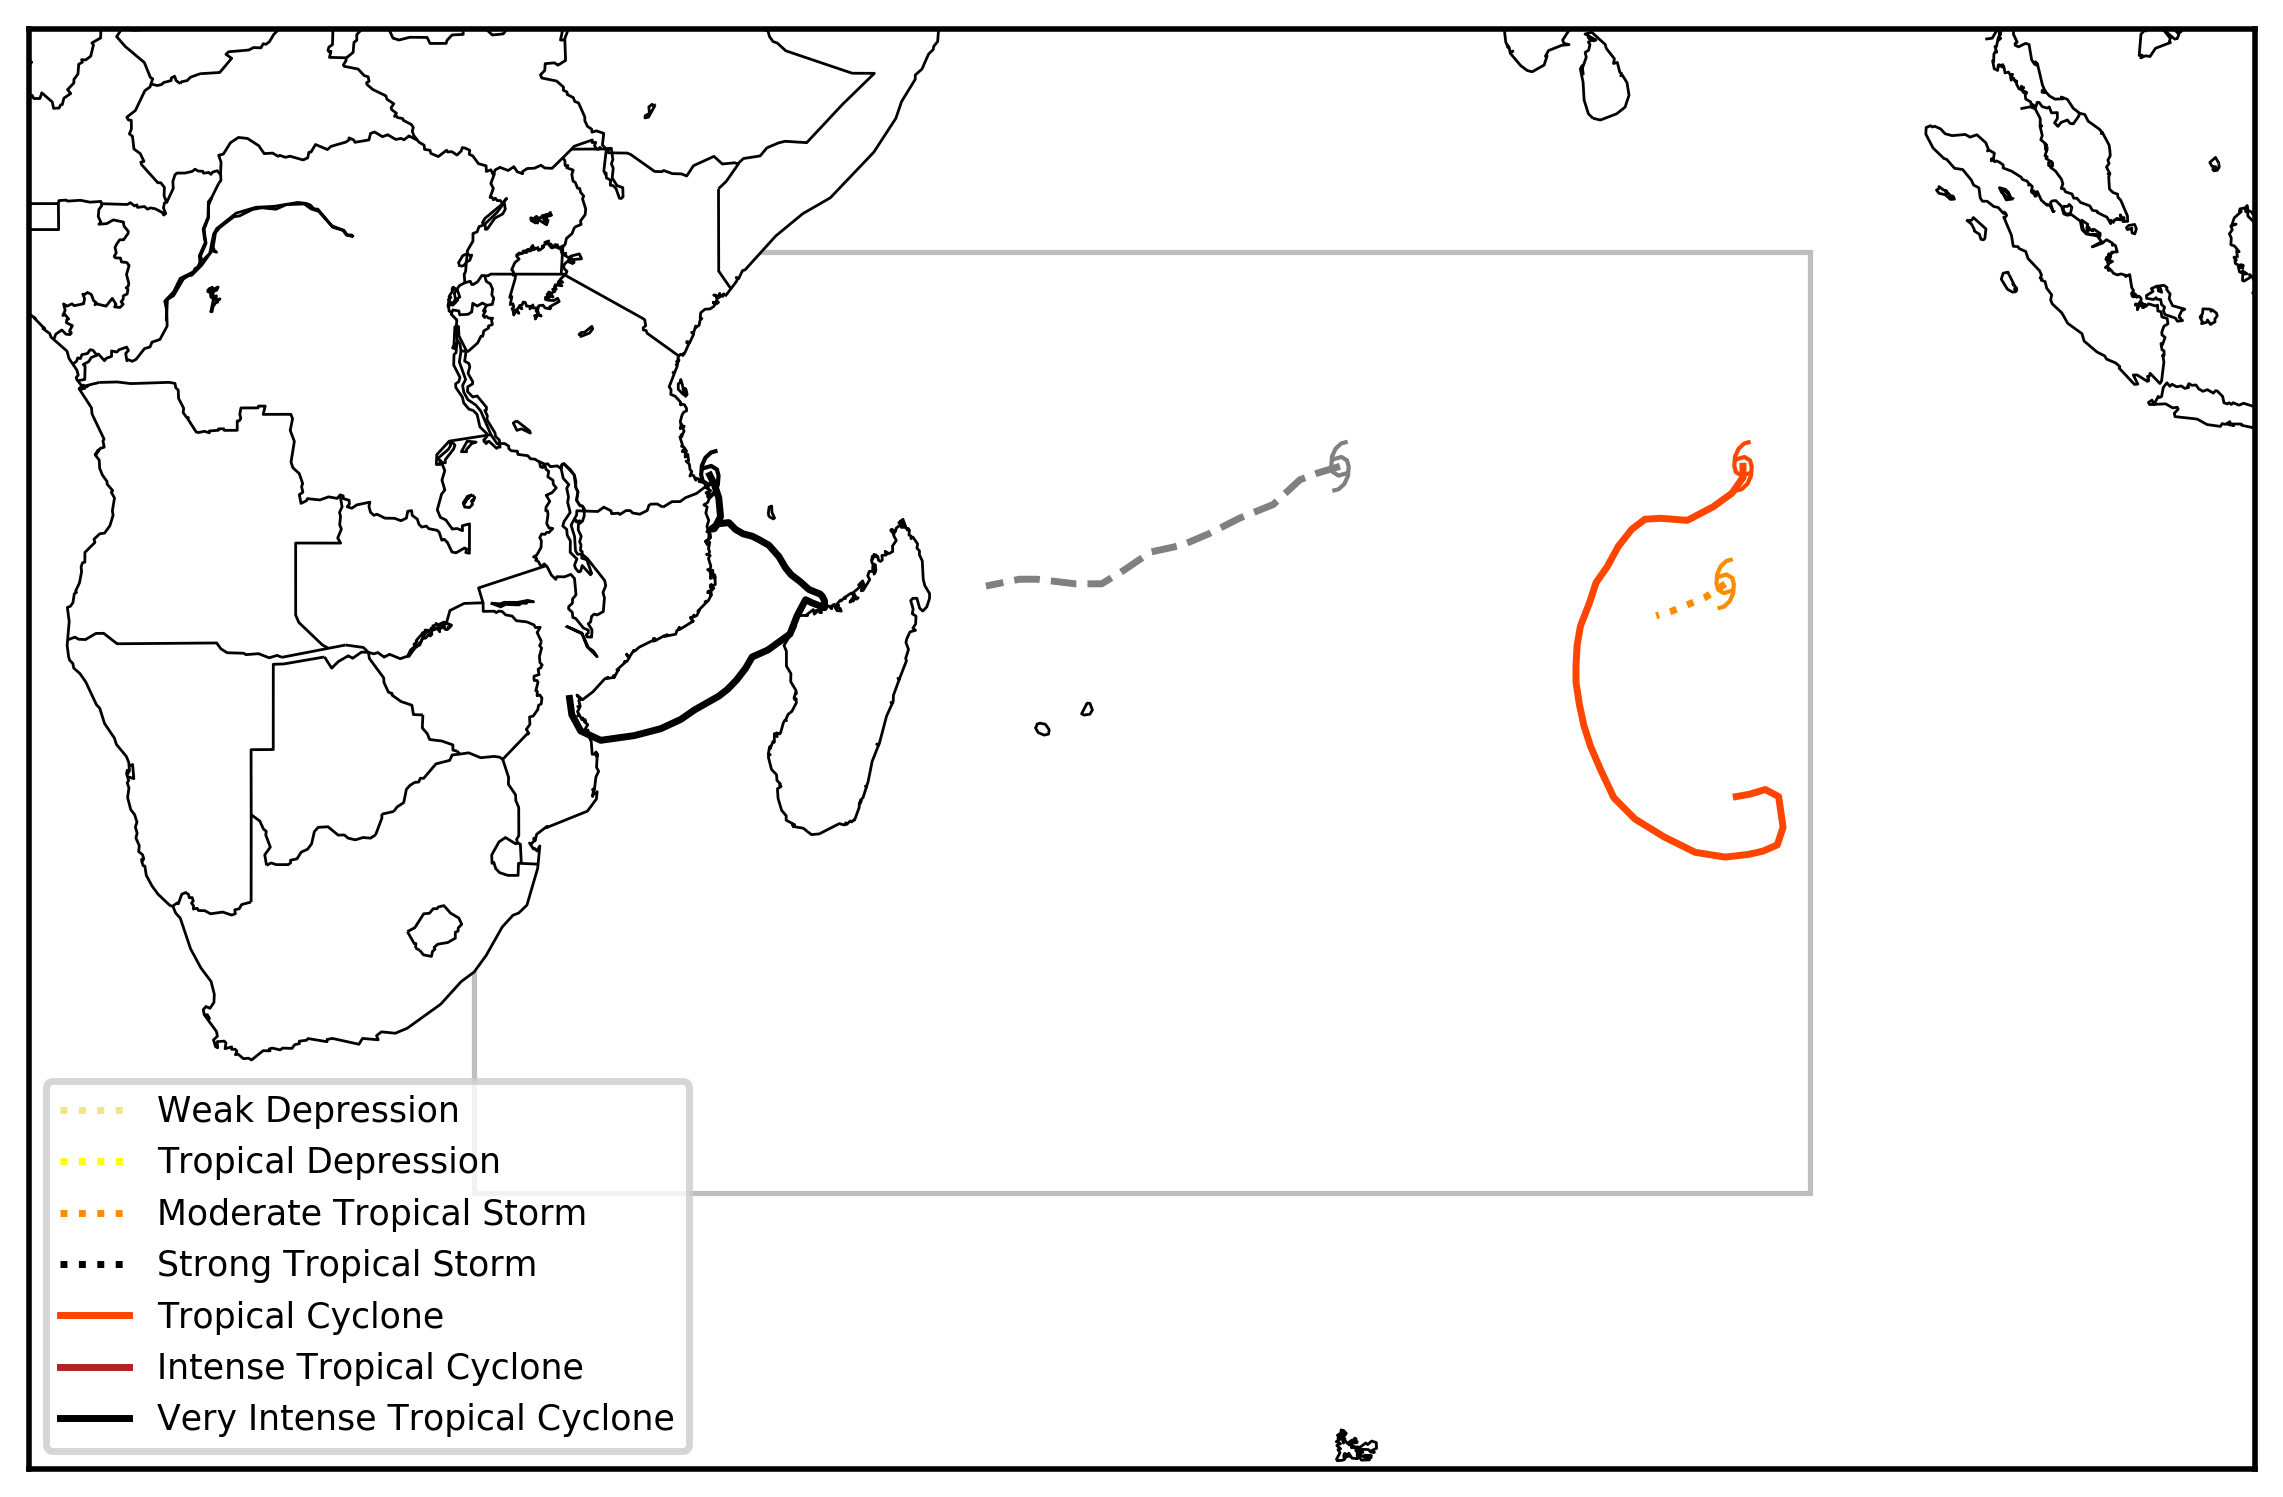 Weak Depression
Tropical Depression
Moderate Tropical Storm
Strong Tropical Storm
Tropical Cyclone
Intense Tropical Cyclone
Very Intense Tropical Cyclone